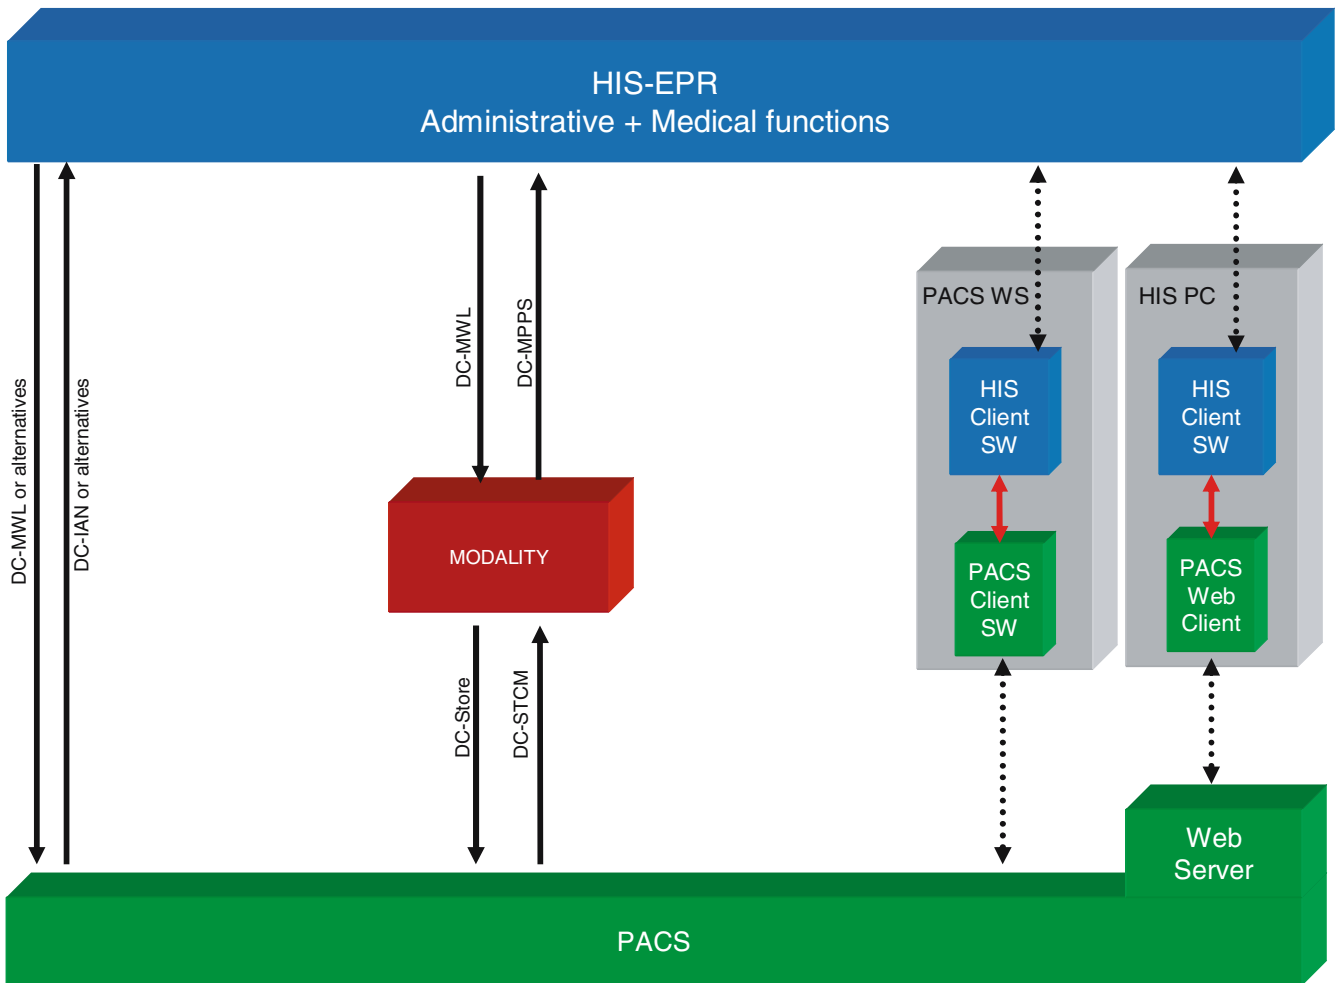 HIS-EPR
Administrative + Medical functions
DC-MWL or alternatives
DC-IAN or alternatives
DC-MWL
DC-MPPS
PACS WS
HIS PC
HIS
Client
SW
HIS
Client
SW
MODALITY
PACS
Client
SW
PACS
Web
Client
DC-Store
DC-STCM
Web
Server
PACS